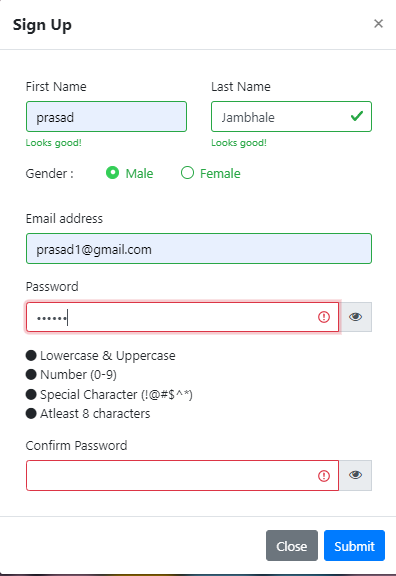 Sign Up ×
First Name Last Name
prasad Jambhale
Looks good! Looks good!
Gender : Male Female
Email address
prasad1@gmail.com
Password
••••••
Lowercase & Uppercase
Number (0-9)
Special Character (!@#$^*)
Atleast 8 characters
Confirm Password
Close Submit